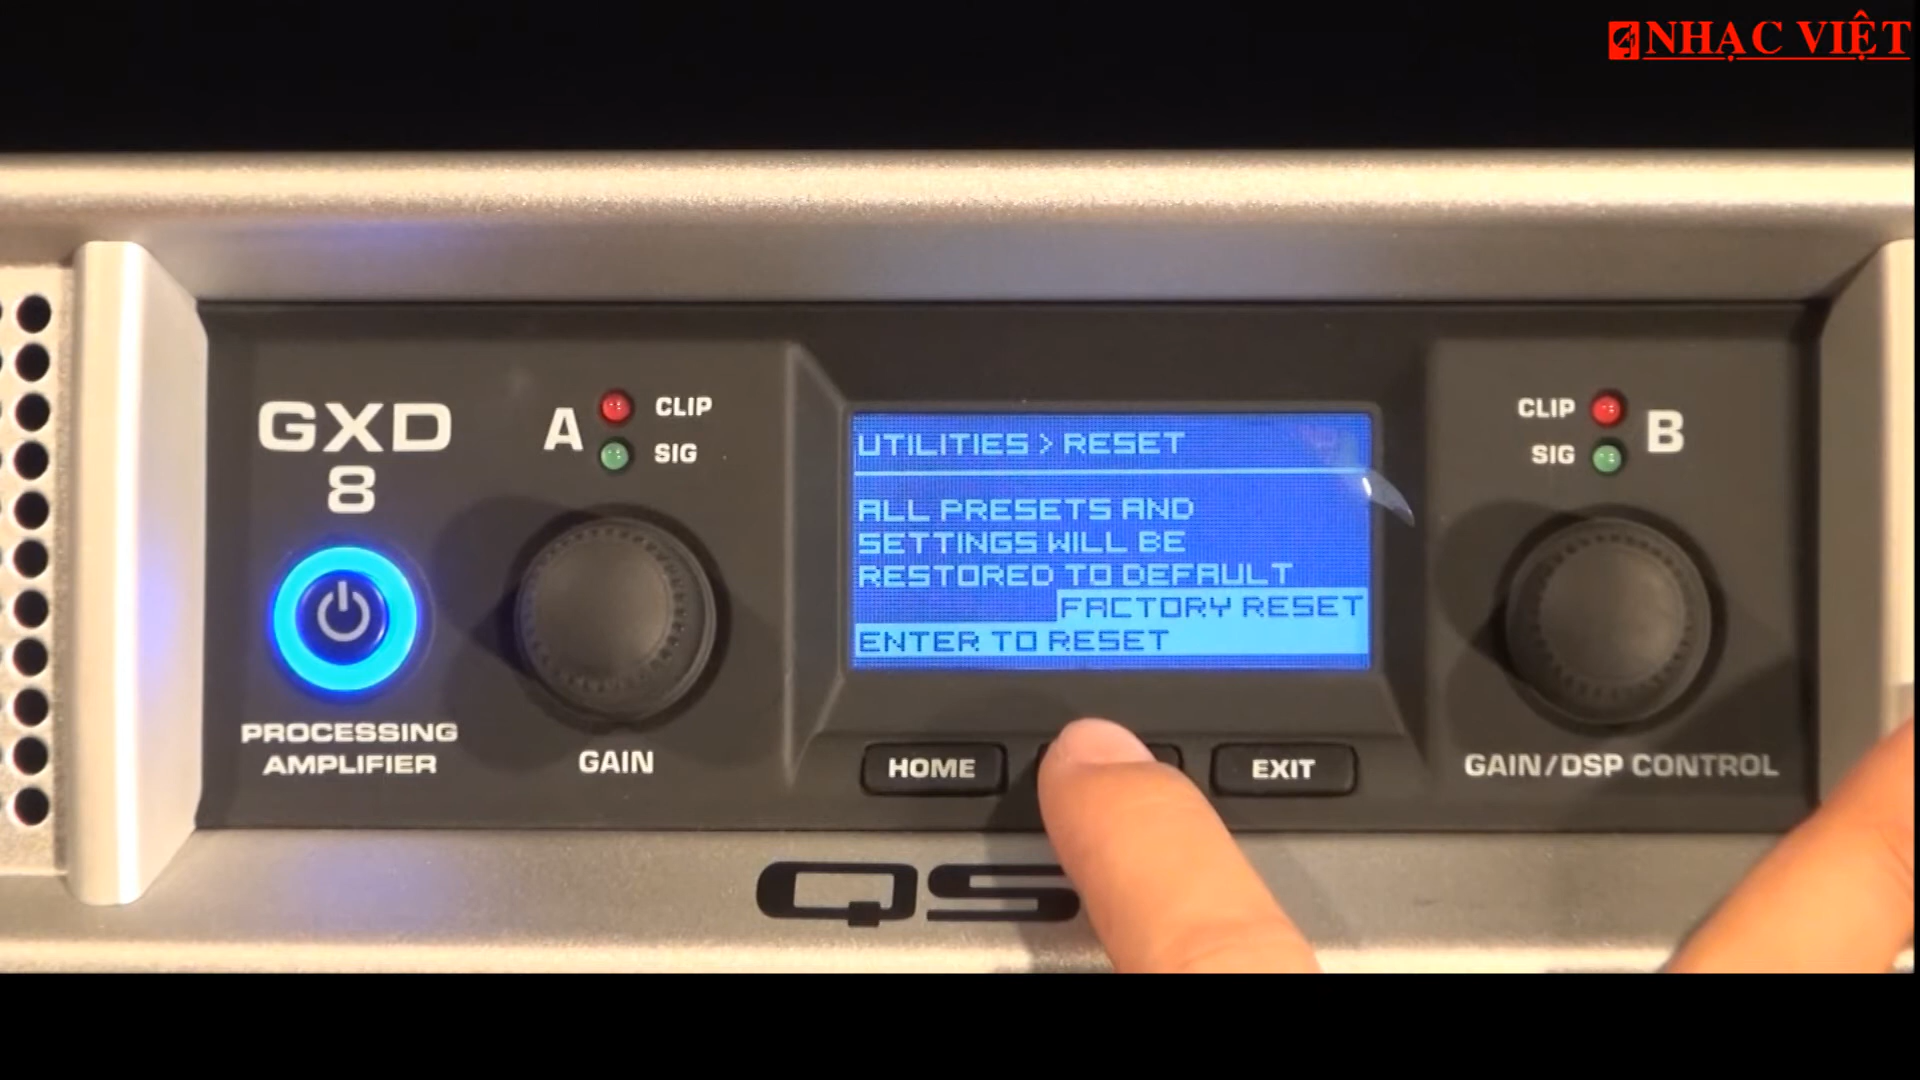 NHẠC VIỆT
GXD
8
A
CLIP
SIG
PROCESSING
AMPLIFIER
GAIN
UTILITIES > RESET
ALL PRESETS AND
SETTINGS WILL BE
RESTORED TO DEFAULT
FACTORY RESET
ENTER TO RESET
HOME
EXIT
CLIP
SIG
B
GAIN/DSP CONTROL
QS